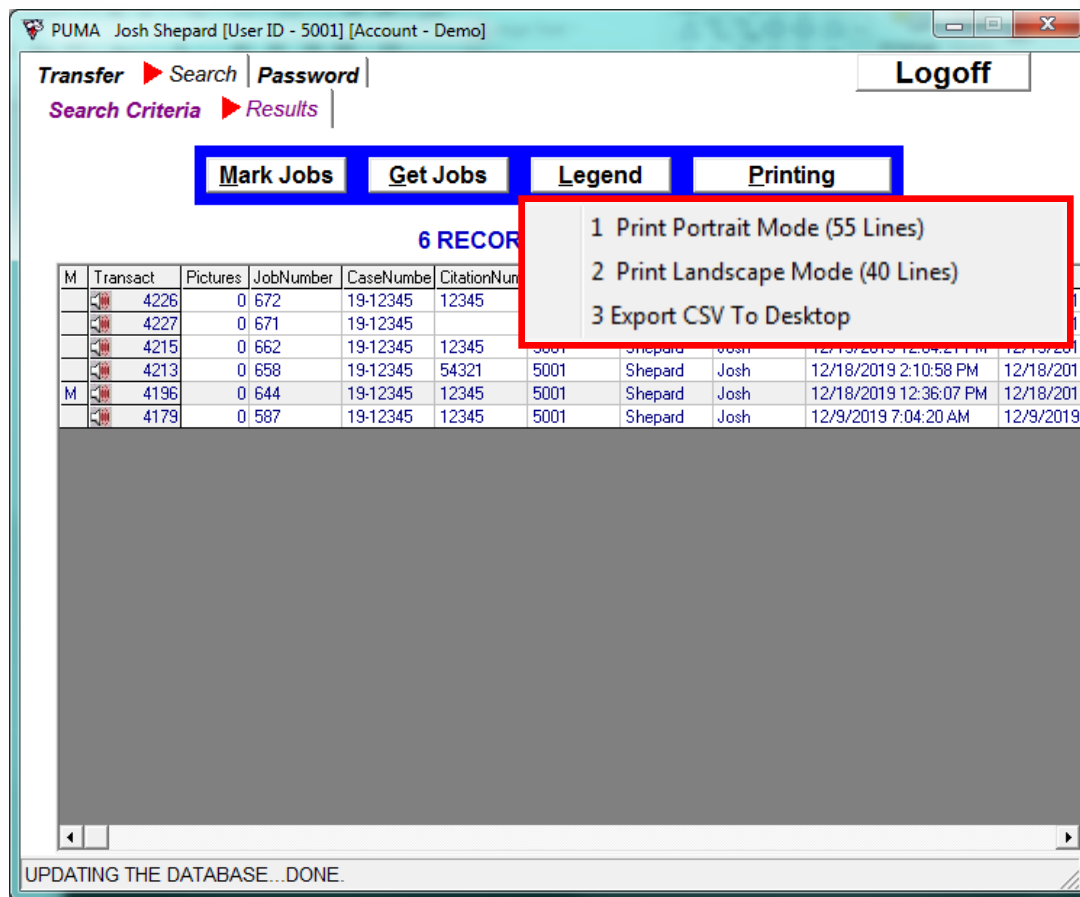 PUMA Josh Shepard [User ID - 5001] [Account - Demo]
Transfer Search Password Logoff
Search Criteria Results
Mark Jobs Get Jobs Legend Printing
6 RECOR
1 Print Portrait Mode (55 Lines)
2 Print Landscape Mode (40 Lines)
3 Export CSV To Desktop
M Transact Pictures JobNumber CaseNumbe CitationNum
4226 0 672 19-12345 12345
4227 0 671 19-12345
4215 0 662 19-12345 12345 5001 Shepard Josh
4213 0 658 19-12345 54321 5001 Shepard Josh 12/18/2019 2:10:58 PM 12/18/201
M 4196 0 644 19-12345 12345 5001 Shepard Josh 12/18/2019 12:36:07 PM 12/18/201
4179 0 587 19-12345 12345 5001 Shepard Josh 12/9/2019 7:04:20 AM 12/9/2019
UPDATING THE DATABASE...DONE.